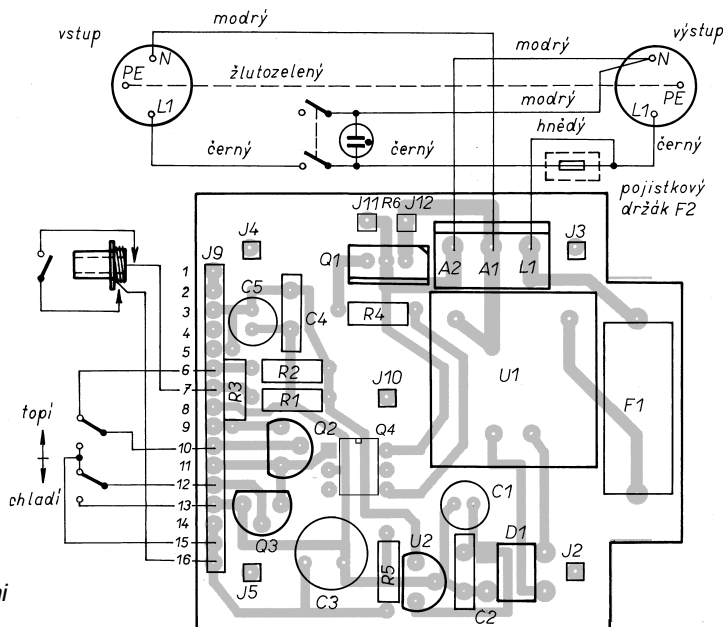 modrý
vstup
výstup
modrý
N
N
PE
žlutozelený
PE
L1
modrý
L1
hnědý
černý
černý
černý
pojistkový
držák F2
J11 R6 J12
J4
J3
J9
Q1
A2
A1
L1
1
2
3
4
5
6
7
8
9
10
11
12
13
14
15
16
C5
C4
R4
R3
R2
R1
J10
U1
F1
topí
chladí
Q2
Q4
Q3
C1
C3
R5
U2
D1
C2
J5
J2
ni